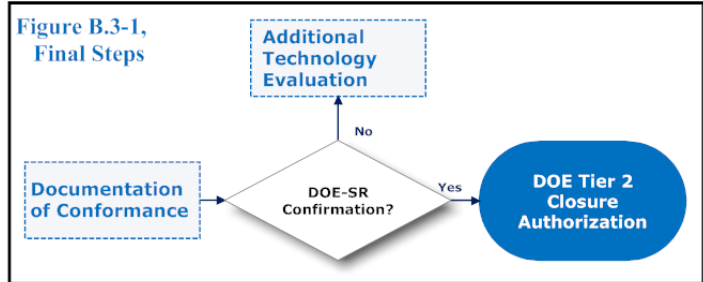 Figure B.3-1,
Final Steps
Additional
Technology
Evaluation
No
Documentation
of Conformance
DOE-SR
Confirmation?
Yes
DOE Tier 2
Closure
Authorization